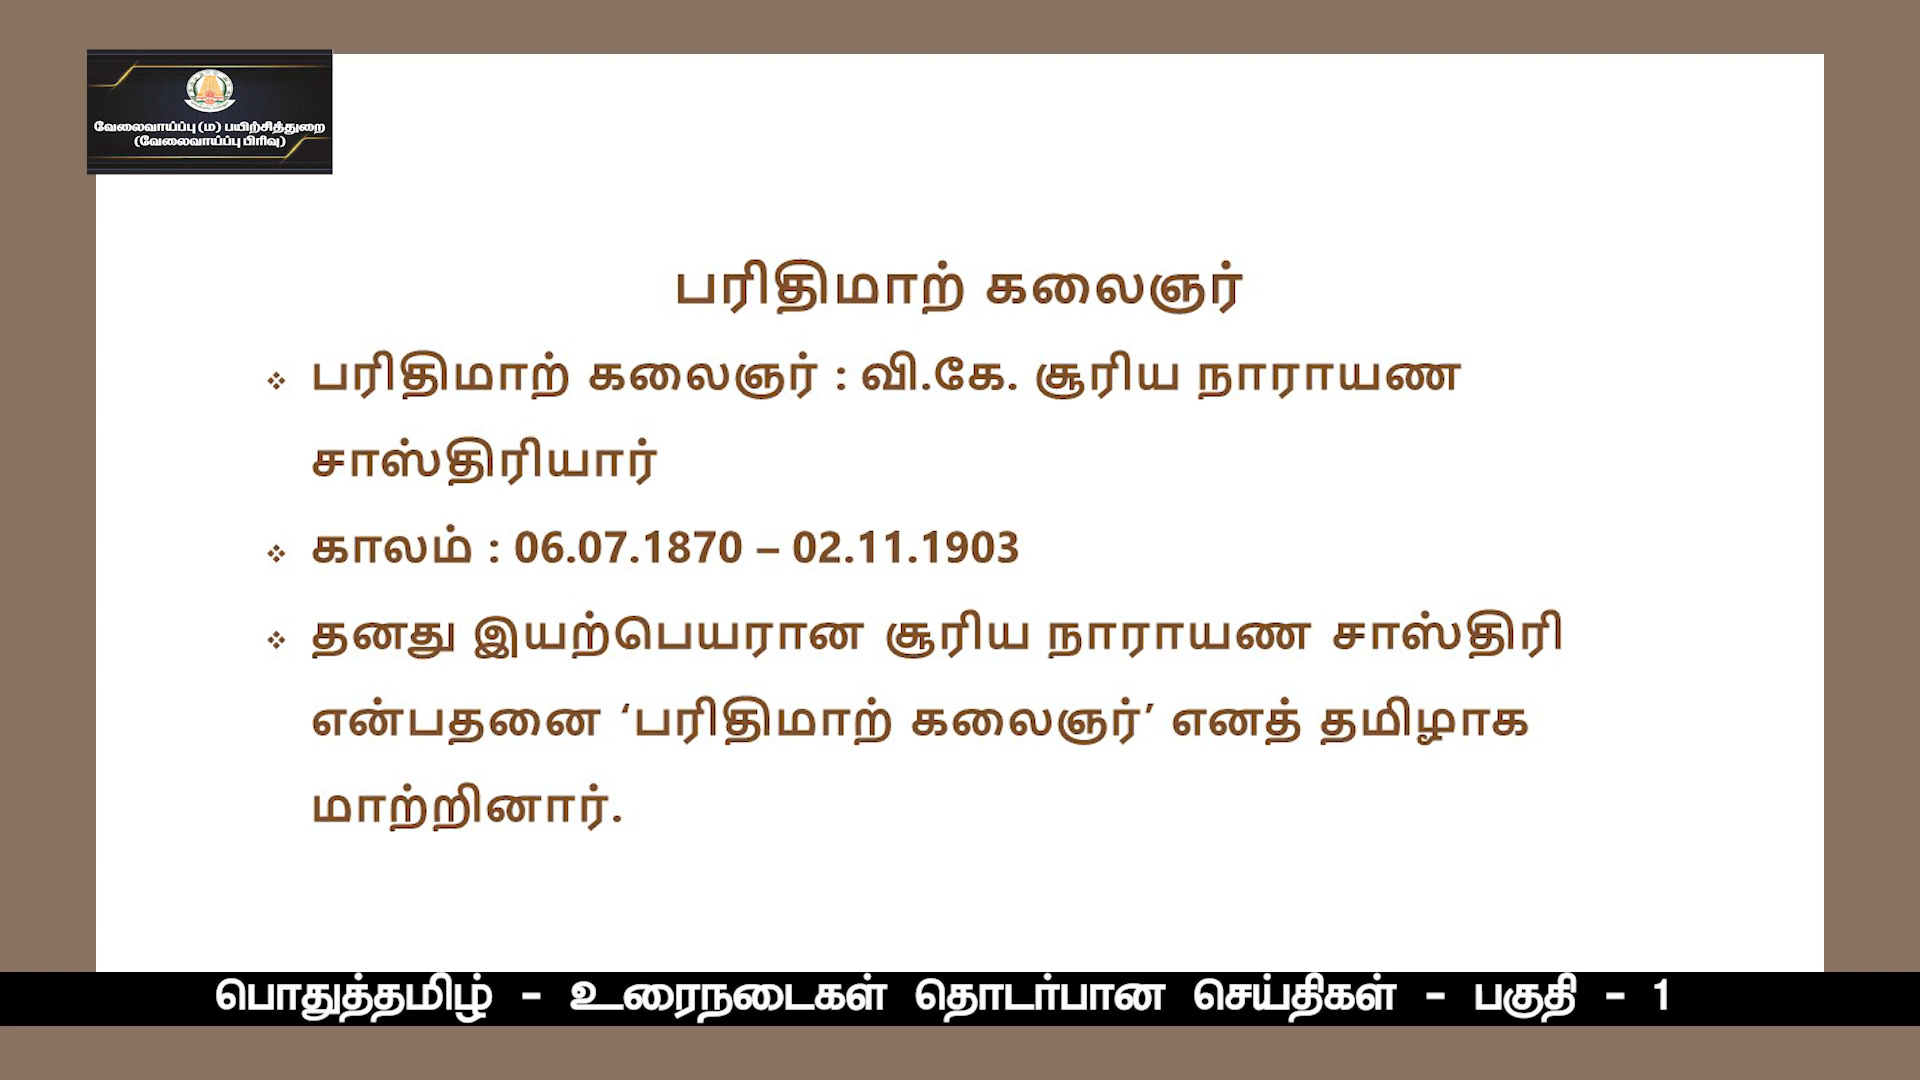 வேலைவாய்ப்பு (ம) பயிற்சித்துறை
(வேலைவாய்ப்பு பிரிவு)
பரிதிமாற் கலைஞர்
❖ பரிதிமாற் கலைஞர் : வி.கே. சூரிய நாராயண
சாஸ்திரியார்
❖ காலம் : 06.07.1870 – 02.11.1903
❖ தனது இயற்பெயரான சூரிய நாராயண சாஸ்திரி
என்பதனை ‘பரிதிமாற் கலைஞர்’ எனத் தமிழாக
மாற்றினார்.
பொதுத்தமிழ் - உரைநடைகள் தொடர்பான செய்திகள் - பகுதி - 1